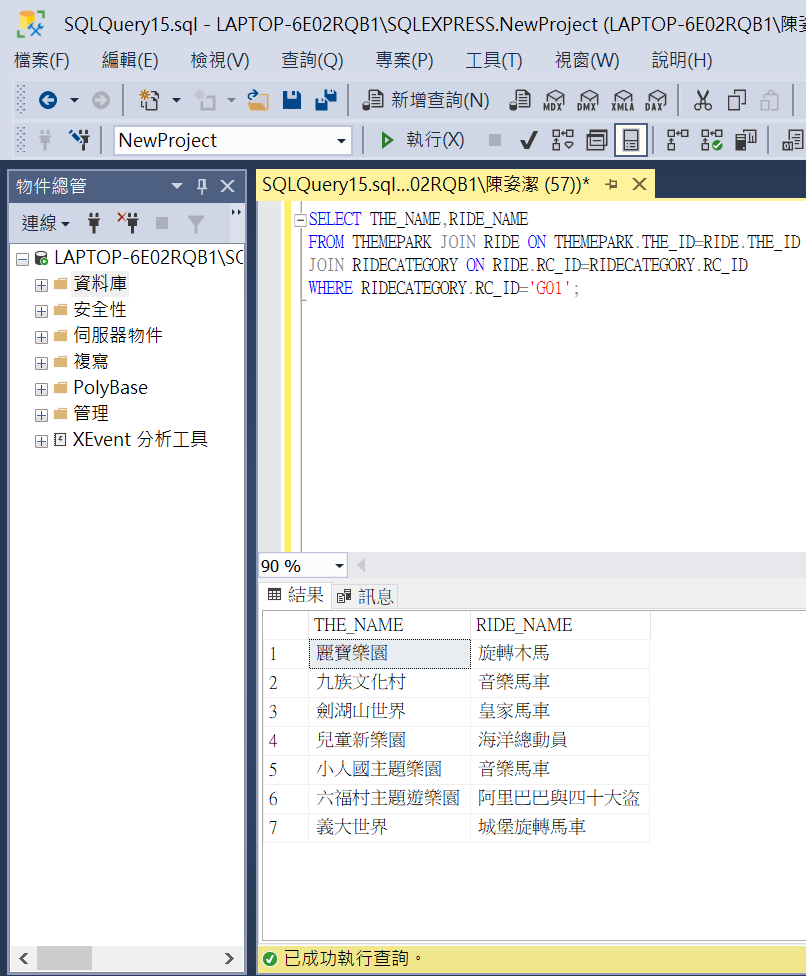 SQLQuery15.sql - LAPTOP-6E02RQB1\SQLEXPRESS.NewProject (LAPTOP-6E02RQB1\陳姿
檔案(F) 編輯(E) 檢視(V) 查詢(Q) 專案(P) 工具(T) 視窗(W) 說明(H)
新增查詢(N) MDX DMX XMLA DAX
NewProject 執行(X)
物件總管
連線
LAPTOP-6E02RQB1\SQ
資料庫
安全性
伺服器物件
複寫
PolyBase
管理
XEvent 分析工具
SQLQuery15.sql...02RQB1\陳姿潔 (57))*
SELECT THE_NAME,RIDE_NAME
FROM THEMEPARK JOIN RIDE ON THEMEPARK.THE_ID=RIDE.THE_ID
JOIN RIDECATEGORY ON RIDE.RC_ID=RIDECATEGORY.RC_ID
WHERE RIDECATEGORY.RC_ID='G01';
90 %
結果 訊息
THE_NAME RIDE_NAME
1 麗寶樂園 旋轉木馬
2 九族文化村 音樂馬車
3 劍湖山世界 皇家馬車
4 兒童新樂園 海洋總動員
5 小人國主題樂園 音樂馬車
6 六福村主題遊樂園 阿里巴巴與四十大盜
7 義大世界 城堡旋轉馬車
已成功執行查詢。